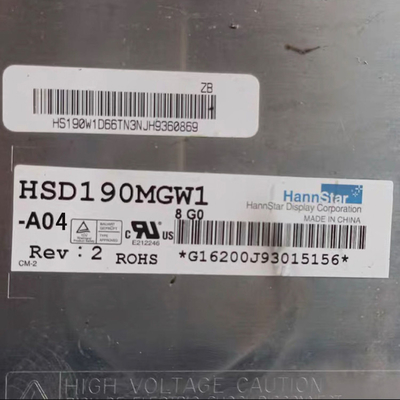 ZB
HS190W1D66TN3NJH9360869
HSD190MGW1
HannStar
HannStar Display Corporation
-A04
8 G0
MADE IN CHINA
C US
E212246
Rev : 2 ROHS
*G16200J93015156*
CM-2
HIGH VOLTAGE CAUTION